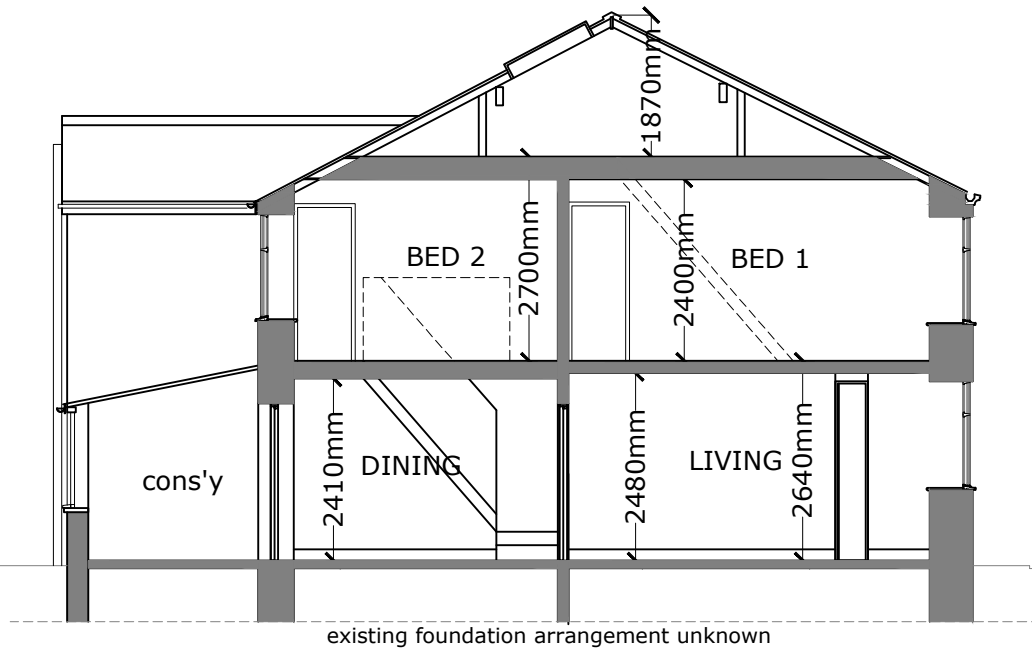 1870mm
BED 2
2700mm
2400mm
BED 1
cons'y
2410mm
DINING
2480mm
LIVING
2640mm
existing foundation arrangement unknown